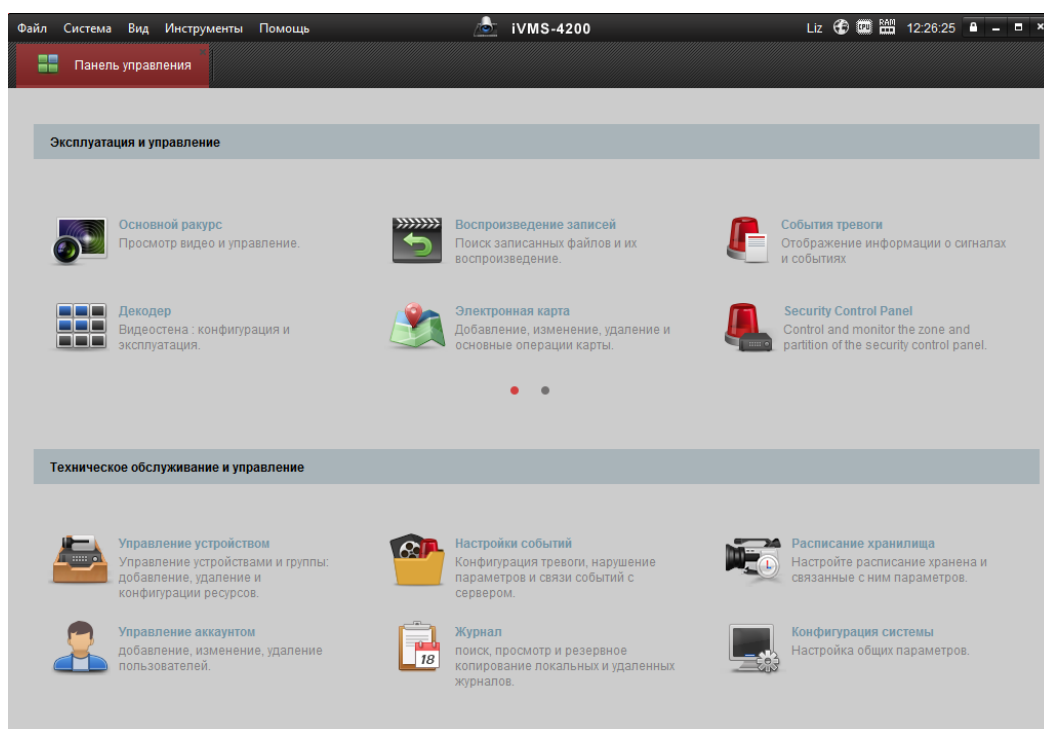 Файл Система Вид Инструменты Помощь iVMS-4200 Liz CPU RAM 12:26:25
Панель управления
Эксплуатация и управление
Основной ракурс
Просмотр видео и управление.
Воспроизведение записей
Поиск записанных файлов и их
воспроизведение.
События тревоги
Отображение информации о сигналах
и событиях
Декодер
Видеостена : конфигурация и
эксплуатация.
Электронная карта
Добавление, изменение, удаление и
основные операции карты.
Security Control Panel
Control and monitor the zone and
partition of the security control panel.
Техническое обслуживание и управление
Управление устройством
Управление устройствами и группы:
добавление, удаление и
конфигурации ресурсов.
Настройки событий
Конфигурация тревоги, нарушение
параметров и связи событий с
сервером.
Расписание хранилища
Настройте расписание хранена и
связанные с ним параметров.
Управление аккаунтом
добавление, изменение, удаление
пользователей.
18
Журнал
поиск, просмотр и резервное
копирование локальных и удаленных
журналов.
Конфигурация системы
Настройка общих параметров.